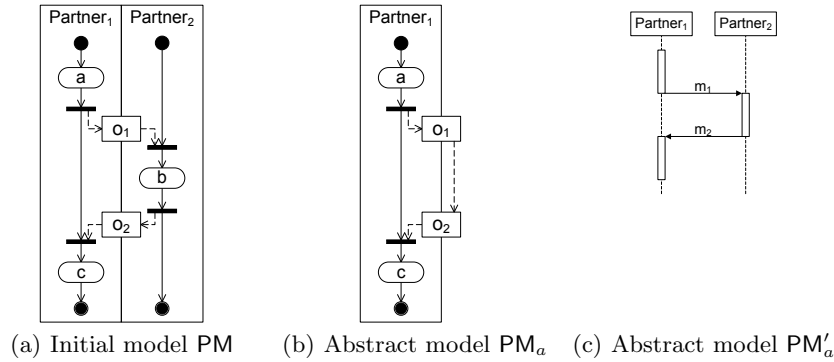 Partner₁ Partner₂
a
o₁
b
o₂
c
(a) Initial model PM
Partner₁
a
o₁
o₂
c
(b) Abstract model PMₐ
Partner₁ Partner₂
m₁
m₂
(c) Abstract model PM′ₐ